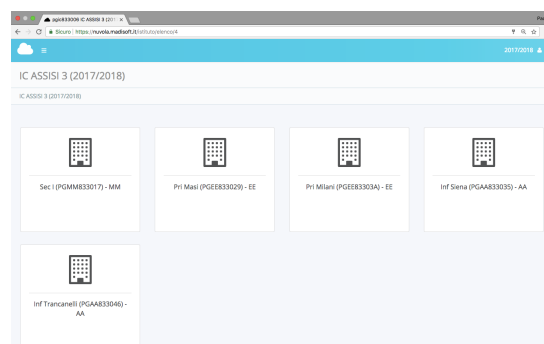 pgic833006 IC ASSISI 3 (201
Sicuro https://nuvola.madisoft.it/istituto/elenco/4
2017/2018
IC ASSISI 3 (2017/2018)
IC ASSISI 3 (2017/2018)
Sec I (PGMM833017) - MM
Pri Masi (PGEE833029) - EE
Pri Milani (PGEE83303A) - EE
Inf Siena (PGAA833035) - AA
Inf Trancanelli (PGAA833046) -
AA